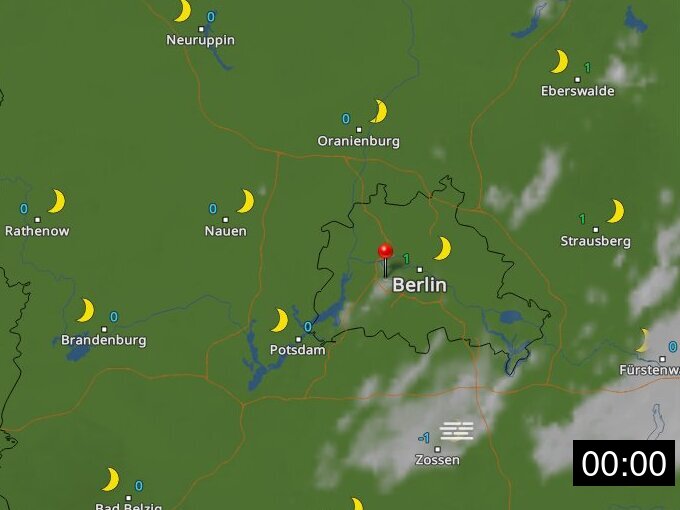 0
Neuruppin
1
Eberswalde
0
Oranienburg
0
Rathenow
0
Nauen
1
Strausberg
1
Berlin
0
Brandenburg
0
Potsdam
0
Fürstenwa
-1
Zossen
00:00
0
Bad Belzig